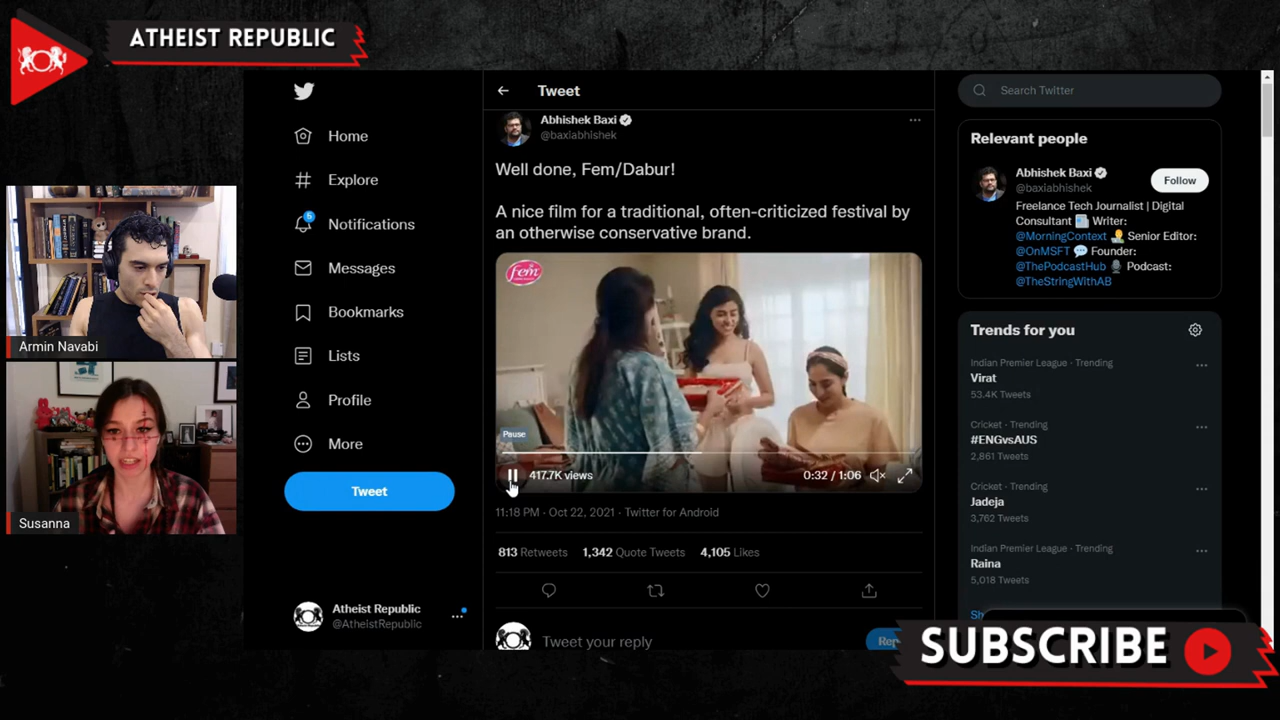 ATHEIST REPUBLIC
Armin Navabi
Susanna
Home
Explore
5
Notifications
Messages
Bookmarks
Lists
Profile
More
Tweet
Atheist Republic
@AtheistRepublic
Tweet
Abhishek Baxi
@baxiabhishek
Well done, Fem/Dabur!
A nice film for a traditional, often-criticized festival by
an otherwise conservative brand.
fem
Pause
417.7K views
0:32 / 1:06
11:18 PM · Oct 22, 2021 · Twitter for Android
813 Retweets 1,342 Quote Tweets 4,105 Likes
Tweet your reply
Rep
Search Twitter
Relevant people
Abhishek Baxi
@baxiabhishek
Follow
Freelance Tech Journalist | Digital
Consultant Writer:
@MorningContext Senior Editor:
@OnMSFT Founder:
@ThePodcastHub Podcast:
@TheStringWithAB
Trends for you
Indian Premier League · Trending
Virat
53.4K Tweets
Cricket · Trending
#ENGvsAUS
2,861 Tweets
Cricket · Trending
Jadeja
3,762 Tweets
Indian Premier League · Trending
Raina
5,018 Tweets
Sh
SUBSCRIBE